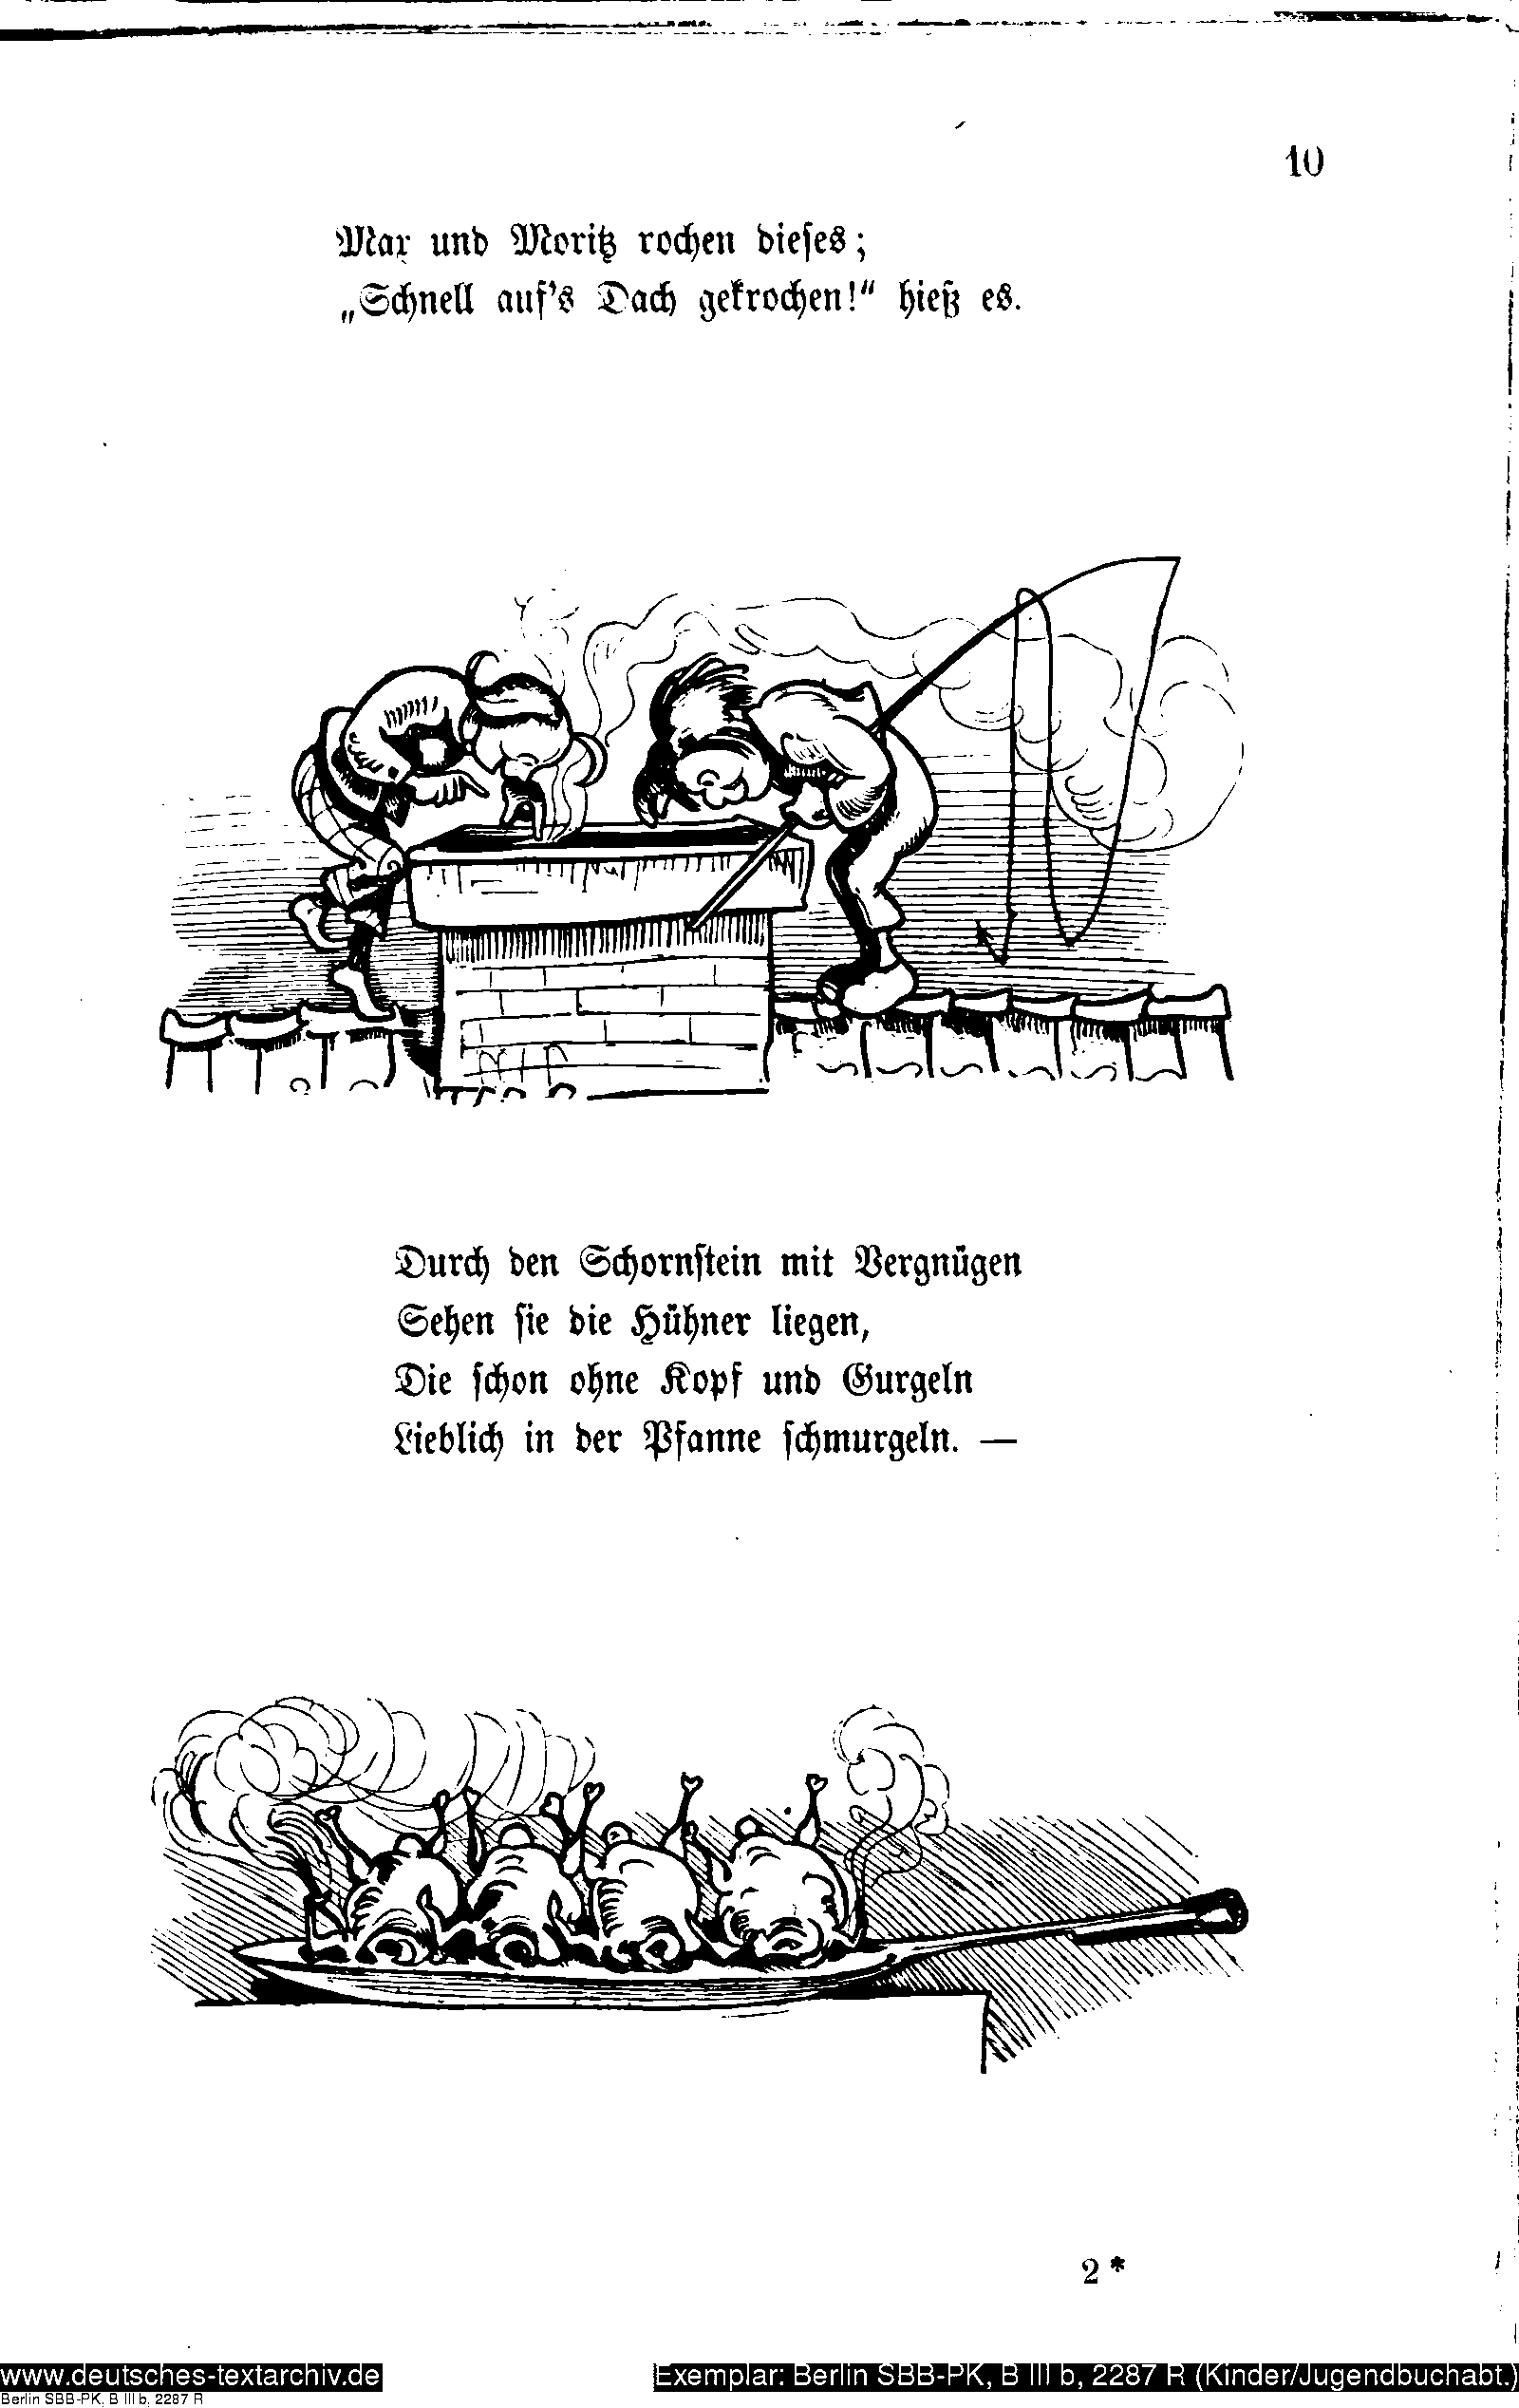 10
Max und Moritz rochen dieſes;
„Schnell auf's Dach gekrochen!“ hieß es.
Durch den Schornſtein mit Vergnügen
Sehen ſie die Hühner liegen,
Die ſchon ohne Kopf und Gurgeln
Lieblich in der Pfanne ſchmurgeln. —
2 *
www.deutsches-textarchiv.de
Exemplar: Berlin SBB-PK, B III b, 2287 R (Kinder/Jugendbuchabt.)
Berlin SBB-PK, B III b, 2287 R